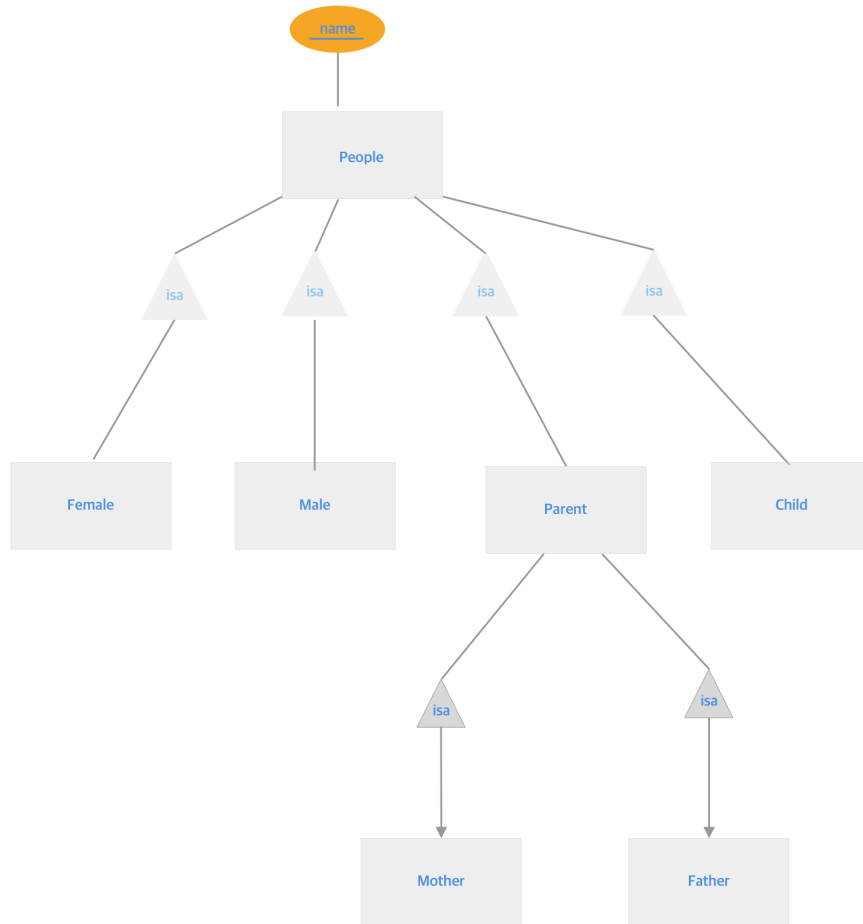 name
People
isa
isa
isa
isa
Female
Male
Parent
Child
isa
isa
Mother
Father